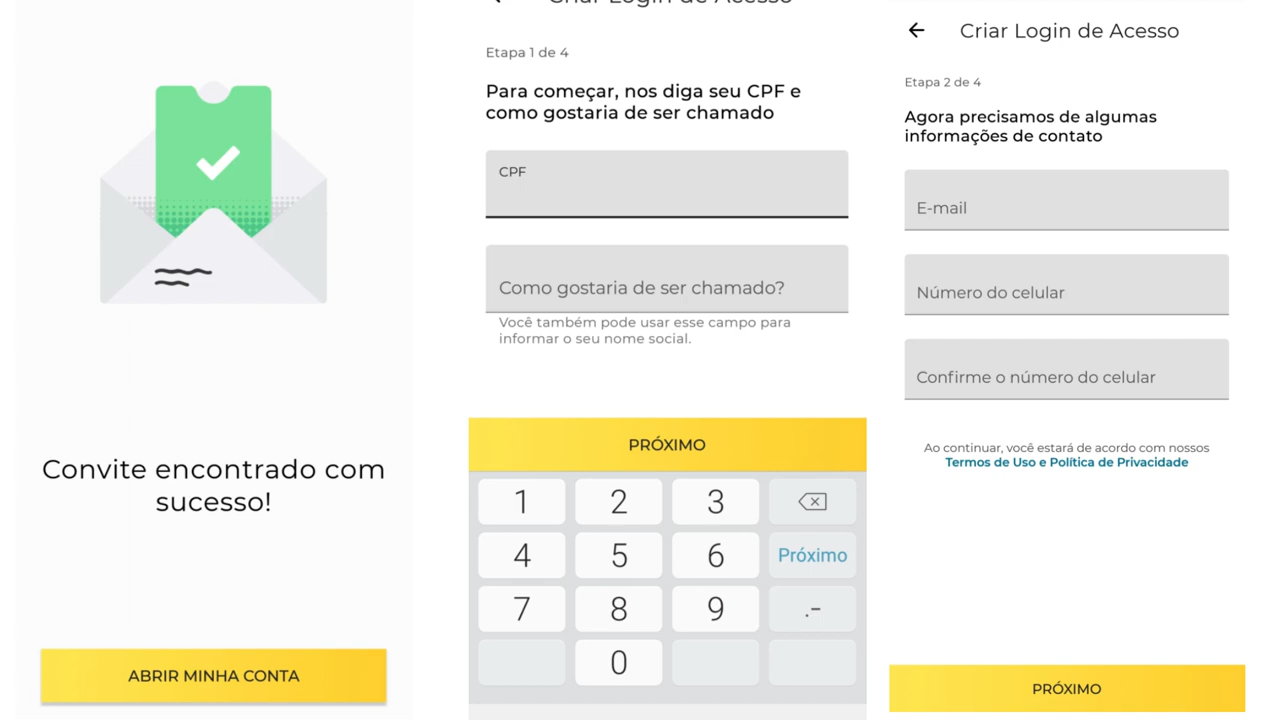 Convite encontrado com
sucesso!
ABRIR MINHA CONTA
Criar Login de Acesso
Etapa 1 de 4
Para começar, nos diga seu CPF e
como gostaria de ser chamado
CPF
Como gostaria de ser chamado?
Você também pode usar esse campo para
informar o seu nome social.
PRÓXIMO
1 2 3
4 5 6 Próximo
7 8 9 .-
0
Criar Login de Acesso
Etapa 2 de 4
Agora precisamos de algumas
informações de contato
E-mail
Número do celular
Confirme o número do celular
Ao continuar, você estará de acordo com nossos
Termos de Uso e Política de Privacidade
PRÓXIMO